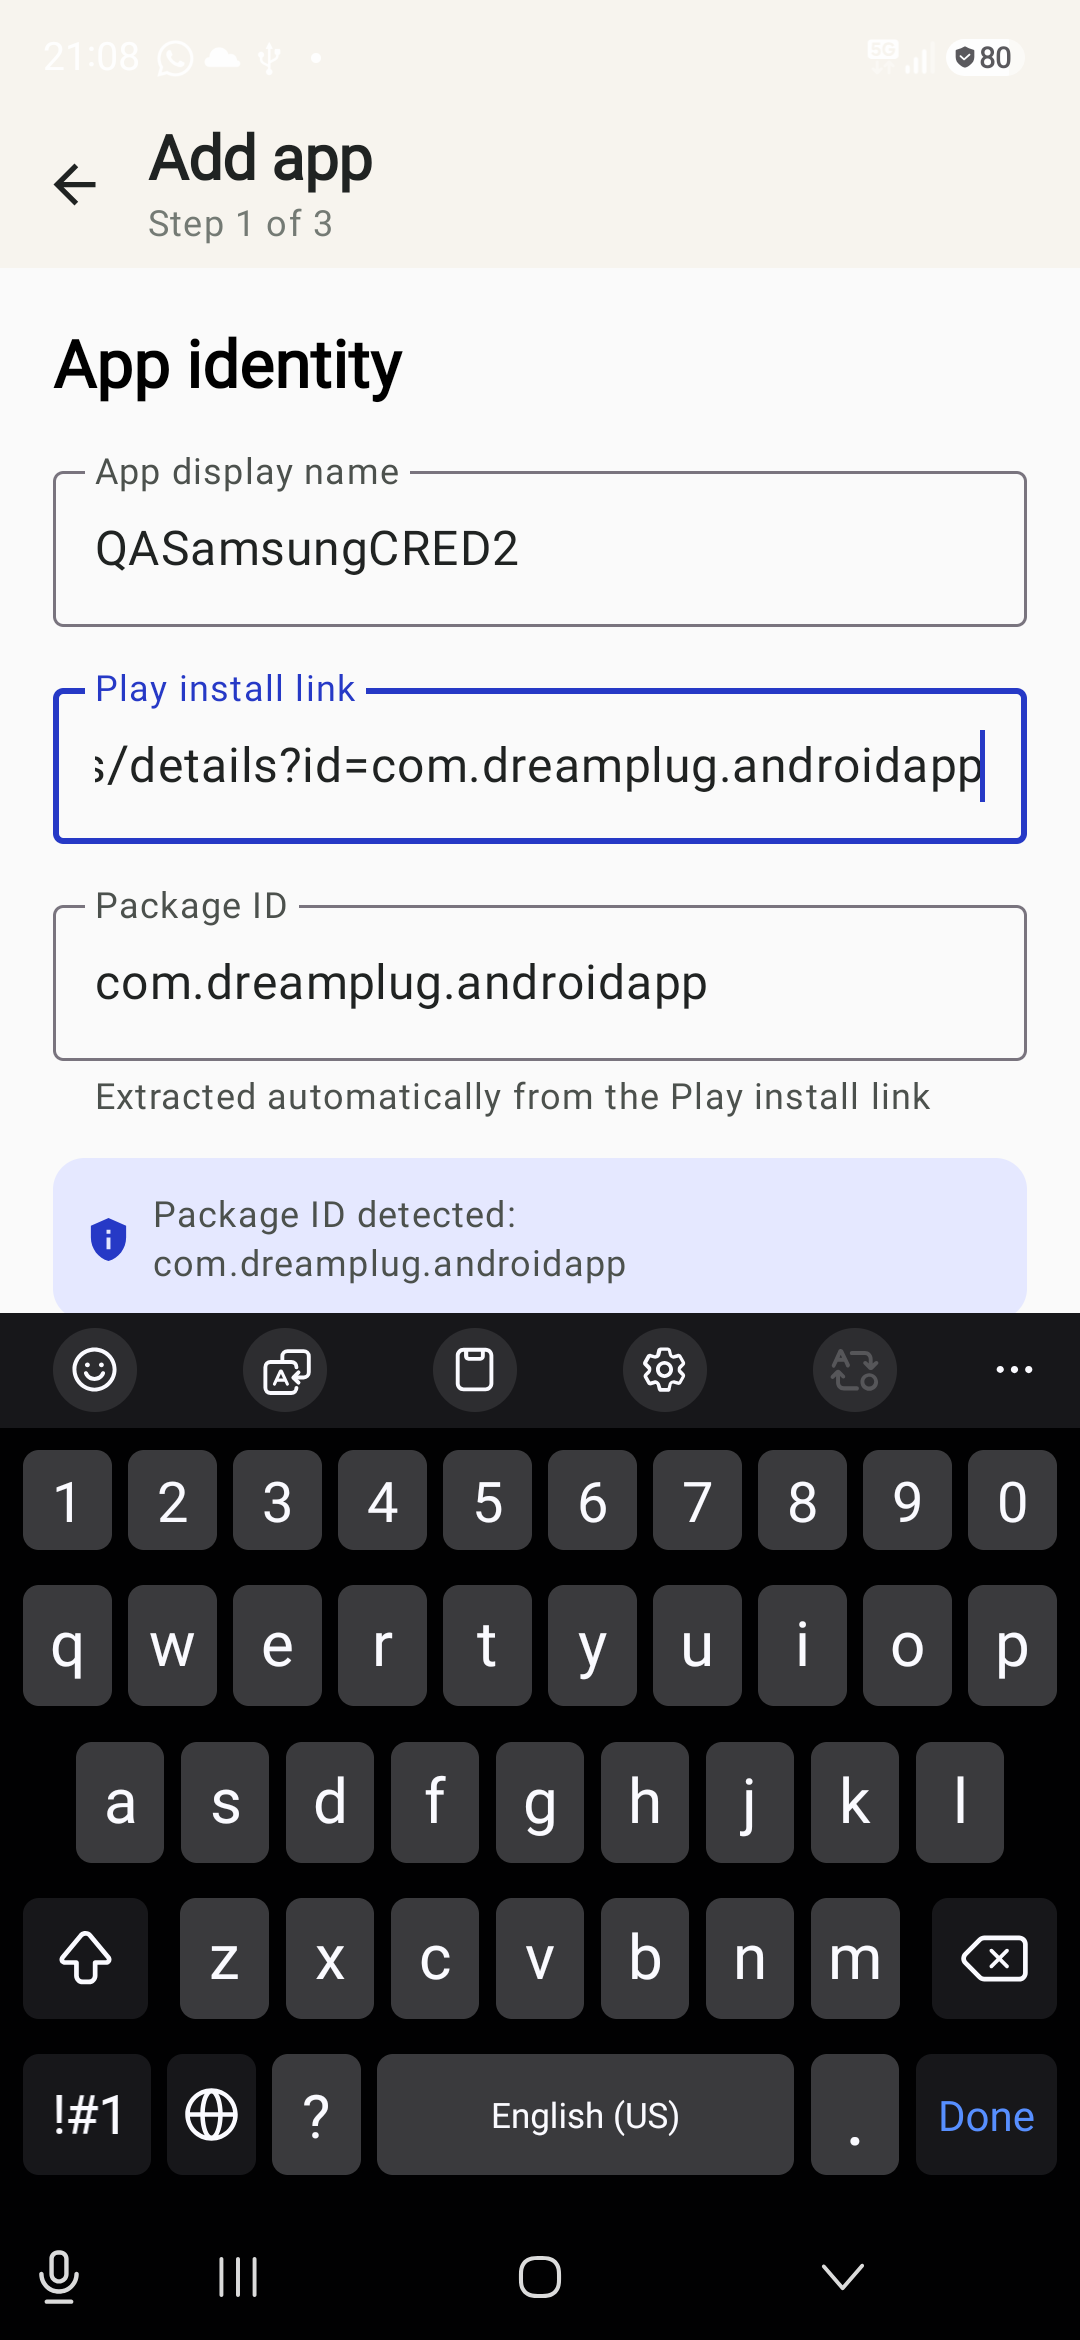 21:08
5G
80
Add app
Step 1 of 3
App identity
App display name
QASamsungCRED2
Play install link
s/details?id=com.dreamplug.androidapp
Package ID
com.dreamplug.androidapp
Extracted automatically from the Play install link
Package ID detected:
com.dreamplug.androidapp
1 2 3 4 5 6 7 8 9 0
q w e r t y u i o p
a s d f g h j k l
z x c v b n m
!#1 ? English (US) . Done